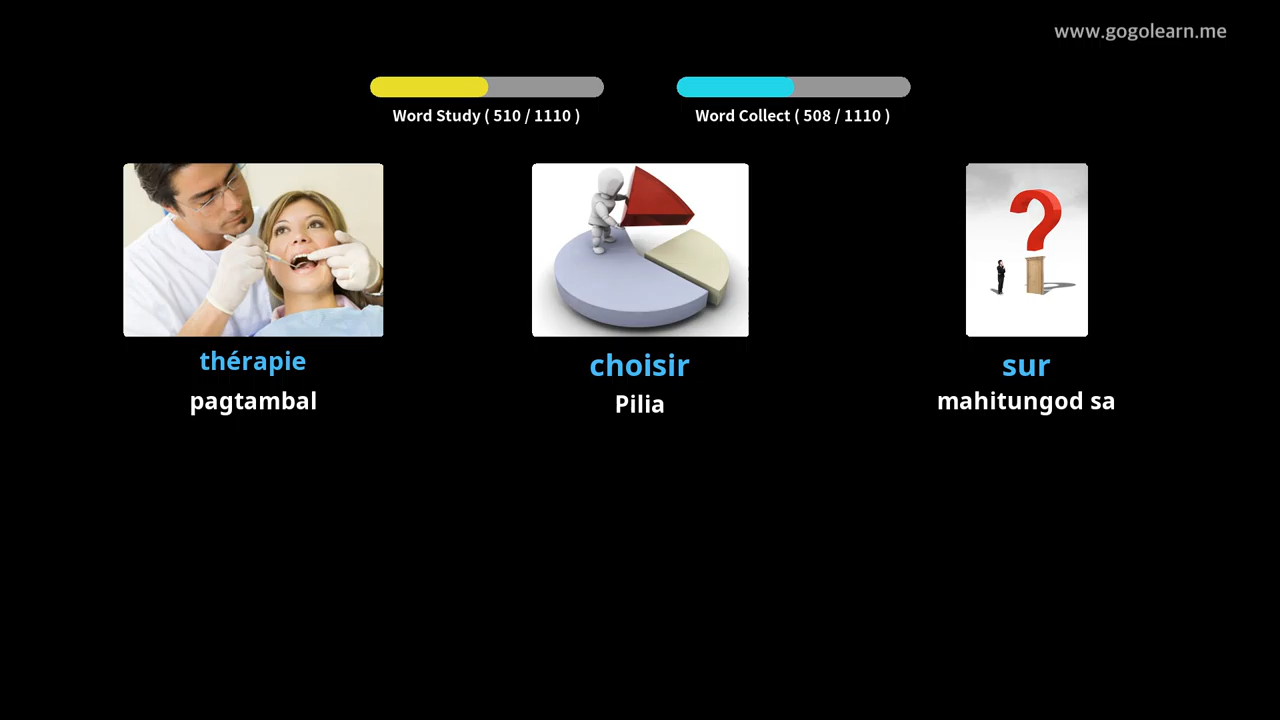 www.gogolearn.me
Word Study ( 510 / 1110 )
Word Collect ( 508 / 1110 )
thérapie
pagtambal
choisir
Pilia
sur
mahitungod sa